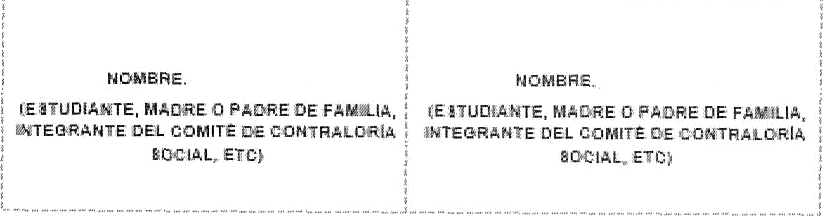 NOMBRE.
(ESTUDIANTE, MADRE O PADRE DE FAMILIA,
INTEGRANTE DEL COMITÉ DE CONTRALORÍA
SOCIAL, ETC)
NOMBRE.
(ESTUDIANTE, MADRE O PADRE DE FAMILIA,
INTEGRANTE DEL COMITÉ DE CONTRALORÍA
SOCIAL, ETC)